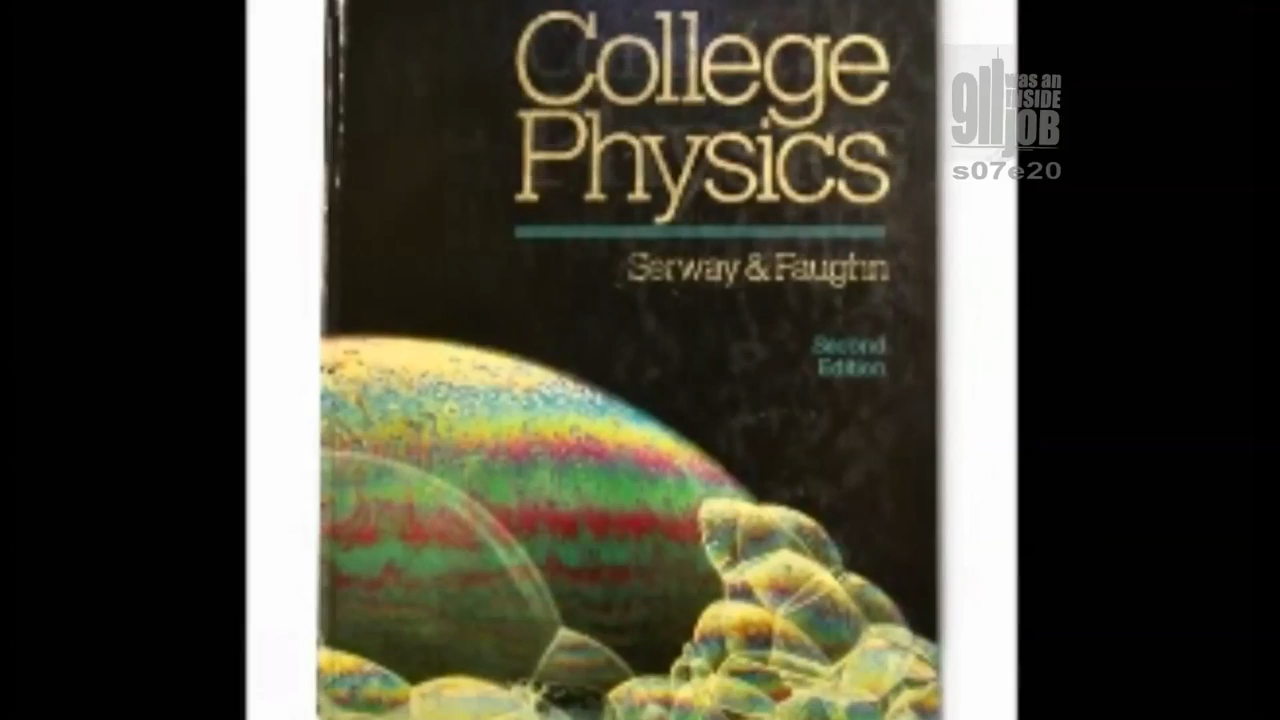 College
Physics
Serway & Faughn
Second
Edition
911 was an
INSIDE
JOB
s07e20